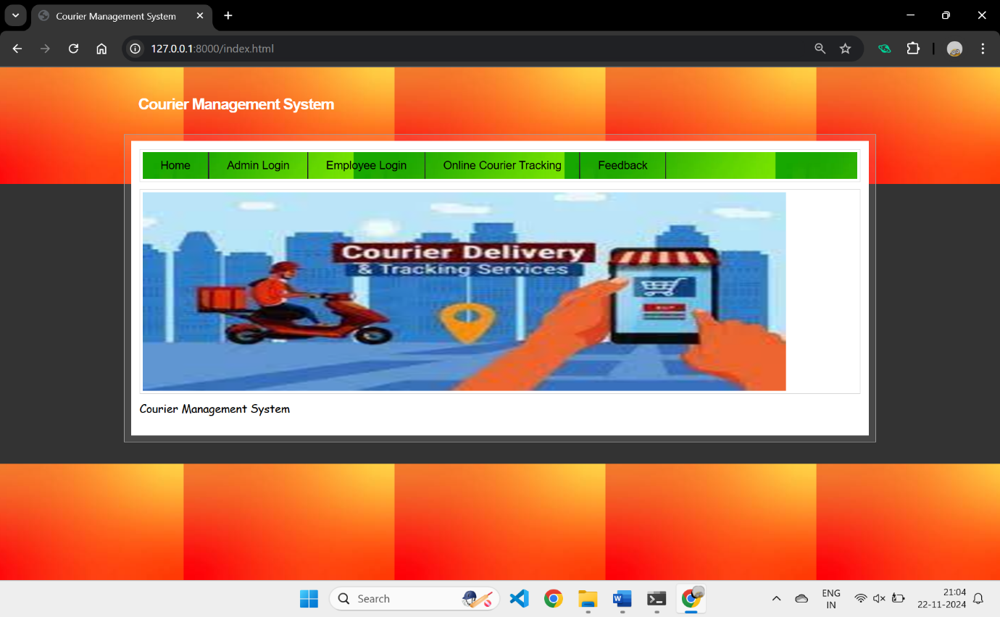 Courier Management System
127.0.0.1:8000/index.html
Courier Management System
Home Admin Login Employee Login Online Courier Tracking Feedback
Courier Delivery
& Tracking Services
BUY
Courier Management System
Search
ENG
IN
21:04
22-11-2024